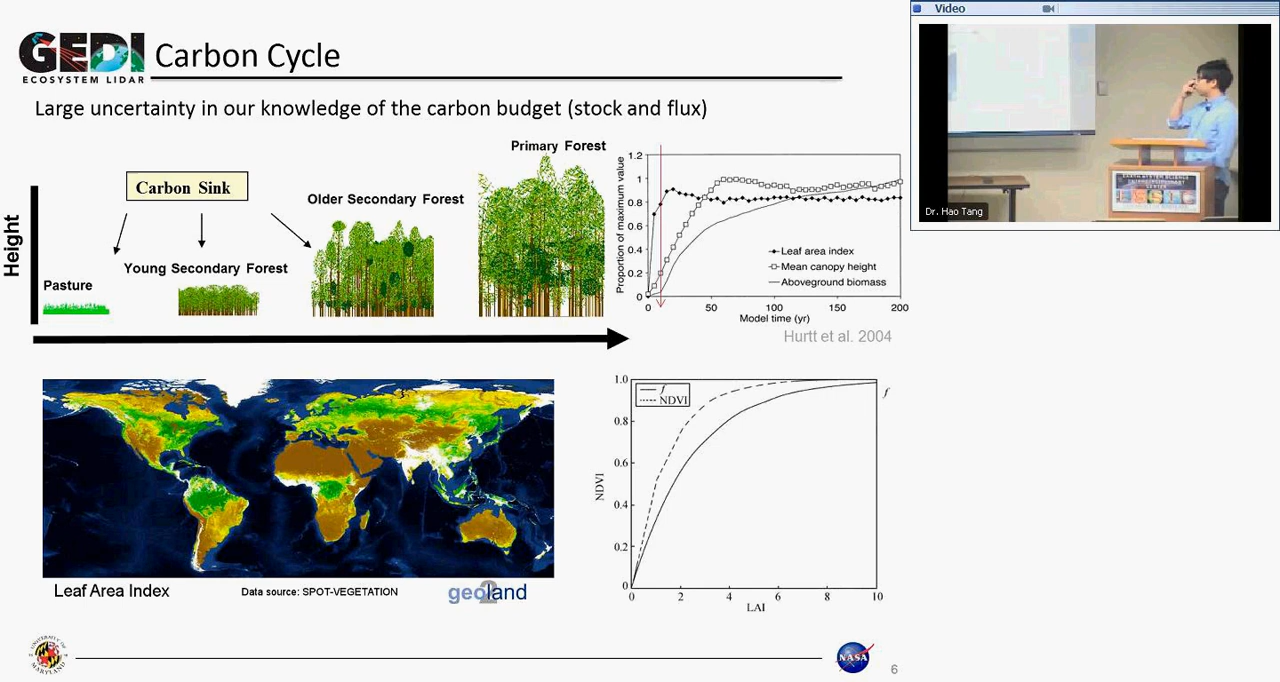 GEDI
ECOSYSTEM LIDAR
Carbon Cycle
Large uncertainty in our knowledge of the carbon budget (stock and flux)
Height
Carbon Sink
Pasture
Young Secondary Forest
Older Secondary Forest
Primary Forest
Proportion of maximum value
1.2
1
0.8
0.6
0.4
0.2
0
Leaf area index
Mean canopy height
Aboveground biomass
0 50 100 150 200
Model time (yr)
Hurtt et al. 2004
Leaf Area Index
Data source: SPOT-VEGETATION
geoland2
NDVI
1.0
0.8
0.6
0.4
0.2
0
f
NDVI
f
0 2 4 6 8 10
LAI
UNIVERSITY OF
MARYLAND
NASA
6
Video
Dr. Hao Tang